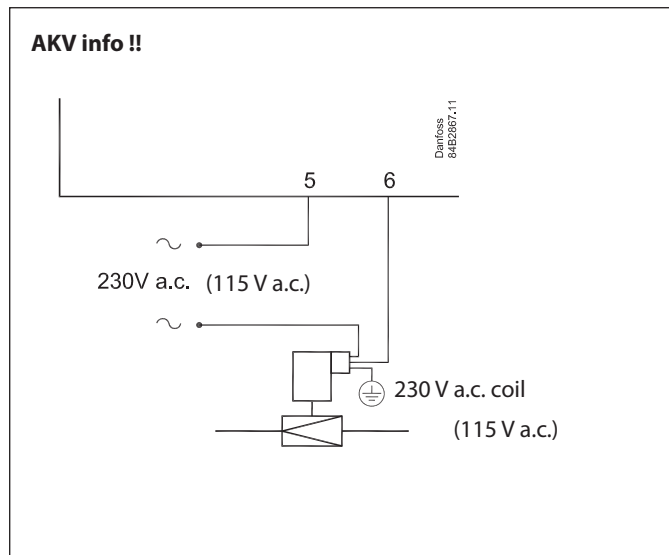 AKV info !!
Danfoss
84B2867.11
5 6
230V a.c. (115 V a.c.)
230 V a.c. coil
(115 V a.c.)